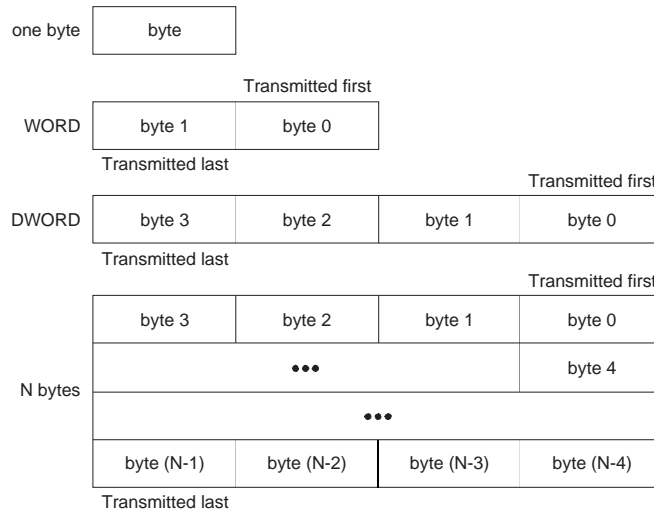 one byte byte
Transmitted first
WORD byte 1 byte 0
Transmitted last
Transmitted first
DWORD byte 3 byte 2 byte 1 byte 0
Transmitted last
Transmitted first
byte 3 byte 2 byte 1 byte 0
••• byte 4
N bytes
•••
byte (N-1) byte (N-2) byte (N-3) byte (N-4)
Transmitted last